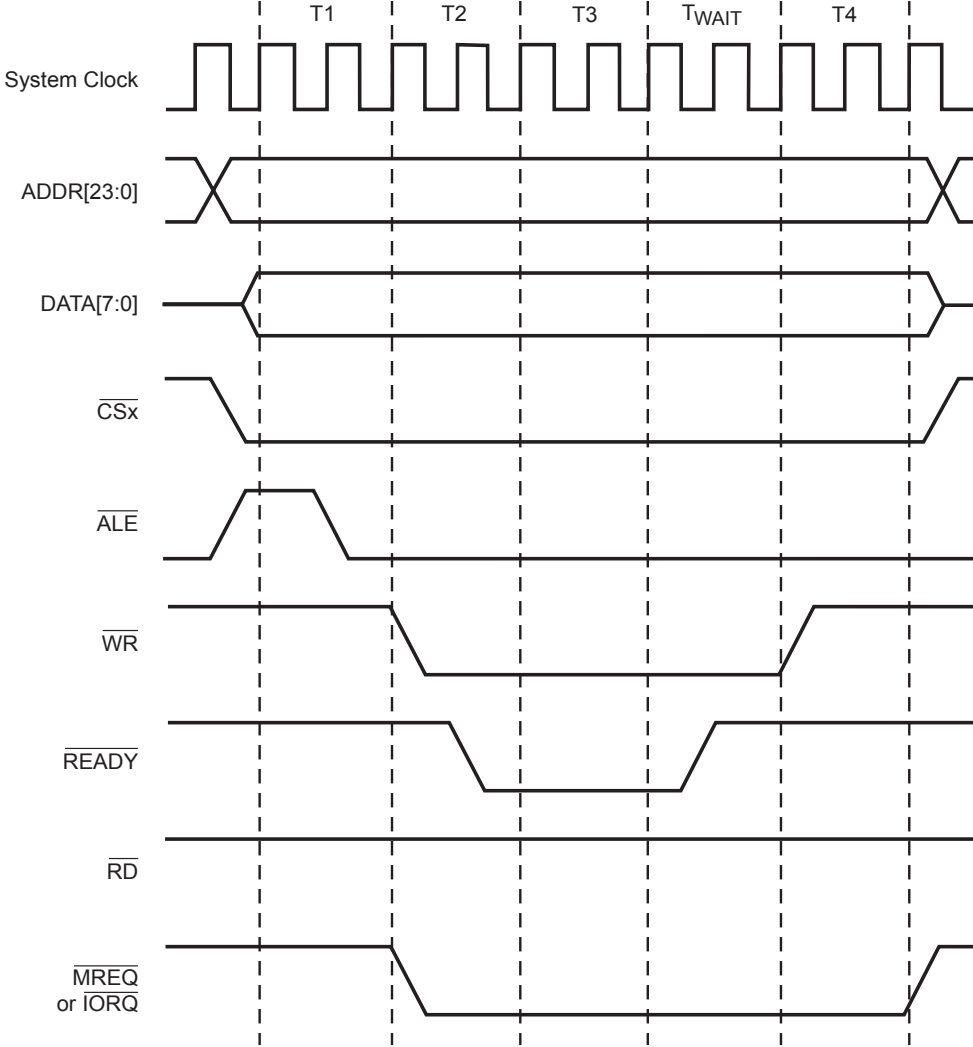 T1 T2 T3 TWAIT T4
System Clock
ADDR[23:0]
DATA[7:0]
CSx
ALE
WR
READY
RD
MREQ
or IORQ